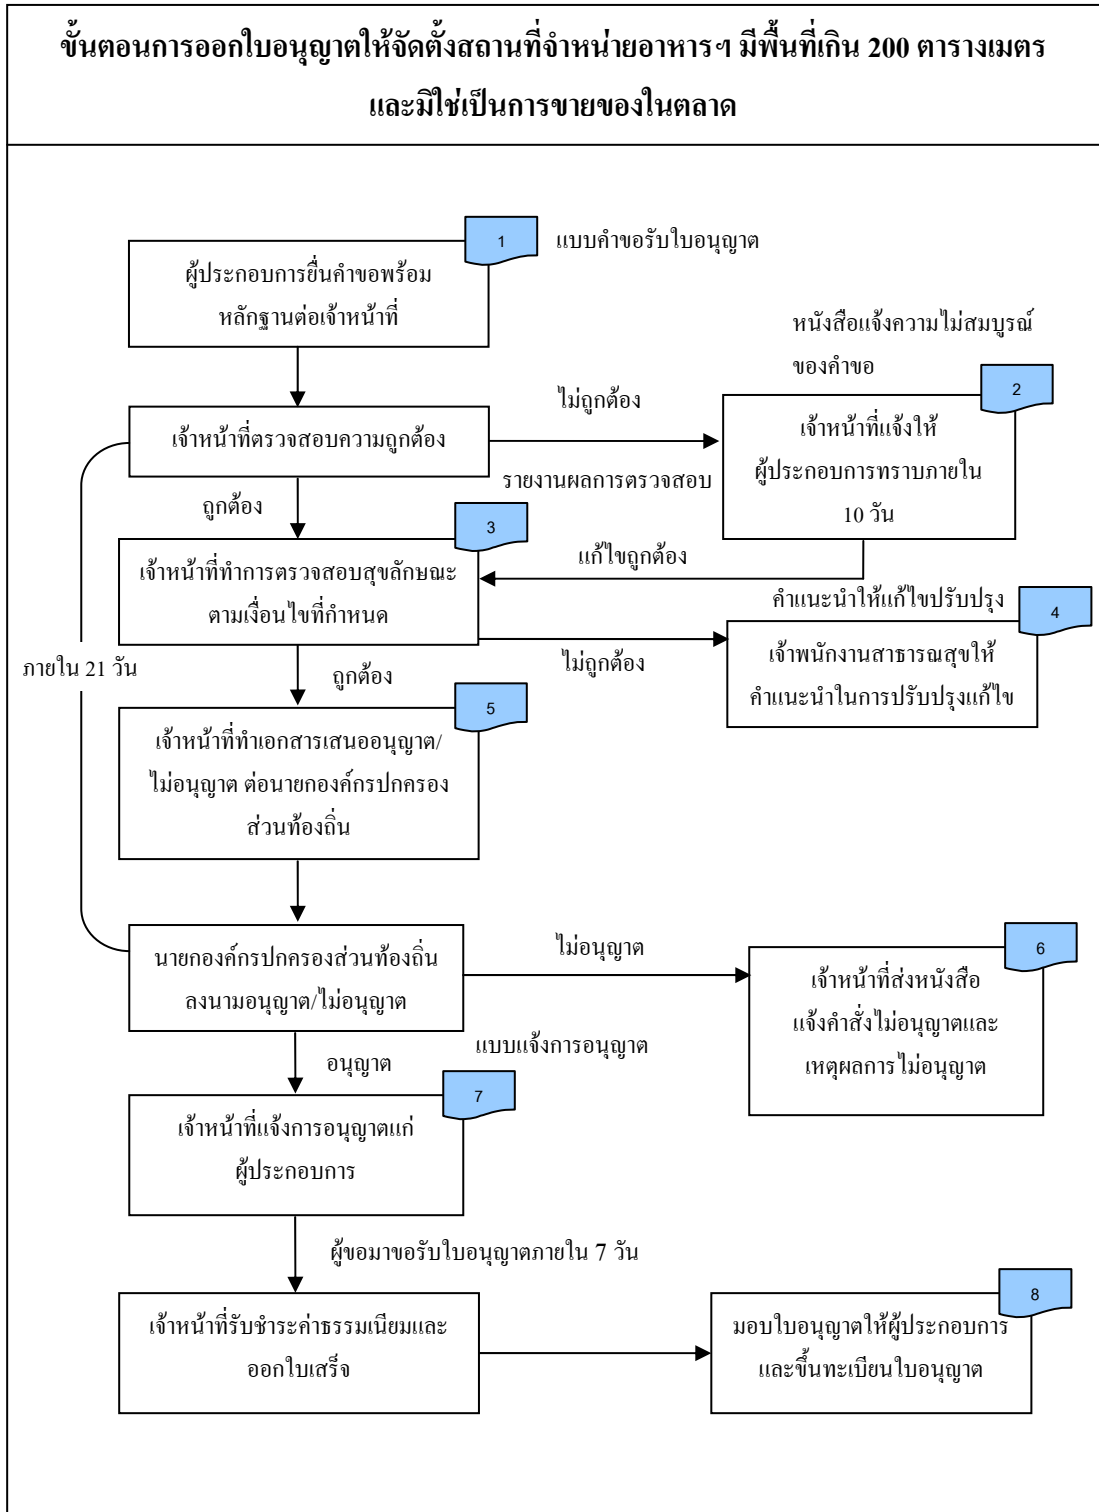 ขั้นตอนการออกใบอนุญาตให้จัดตั้งสถานที่จำหน่ายอาหารฯ มีพื้นที่เกิน 200 ตารางเมตร
และมิใช่เป็นการขายของในตลาด
1
แบบคำขอรับใบอนุญาต
ผู้ประกอบการยื่นคำขอพร้อม
หลักฐานต่อเจ้าหน้าที่
หนังสือแจ้งความไม่สมบูรณ์
ของคำขอ
2
ไม่ถูกต้อง
เจ้าหน้าที่ตรวจสอบความถูกต้อง
เจ้าหน้าที่แจ้งให้
ผู้ประกอบการทราบภายใน
10 วัน
รายงานผลการตรวจสอบ
ถูกต้อง
3
แก้ไขถูกต้อง
เจ้าหน้าที่ทำการตรวจสอบสุขลักษณะ
ตามเงื่อนไขที่กำหนด
คำแนะนำให้แก้ไขปรับปรุง
4
ไม่ถูกต้อง
เจ้าพนักงานสาธารณสุขให้
คำแนะนำในการปรับปรุงแก้ไข
ภายใน 21 วัน
ถูกต้อง
5
เจ้าหน้าที่ทำเอกสารเสนออนุญาต/
ไม่อนุญาต ต่อนายกองค์กรปกครอง
ส่วนท้องถิ่น
ไม่อนุญาต
6
นายกองค์กรปกครองส่วนท้องถิ่น
ลงนามอนุญาต/ไม่อนุญาต
เจ้าหน้าที่ส่งหนังสือ
แจ้งคำสั่งไม่อนุญาตและ
เหตุผลการไม่อนุญาต
แบบแจ้งการอนุญาต
อนุญาต
7
เจ้าหน้าที่แจ้งการอนุญาตแก่
ผู้ประกอบการ
ผู้ขอมาขอรับใบอนุญาตภายใน 7 วัน
เจ้าหน้าที่รับชำระค่าธรรมเนียมและ
ออกใบเสร็จ
8
มอบใบอนุญาตให้ผู้ประกอบการ
และขึ้นทะเบียนใบอนุญาต